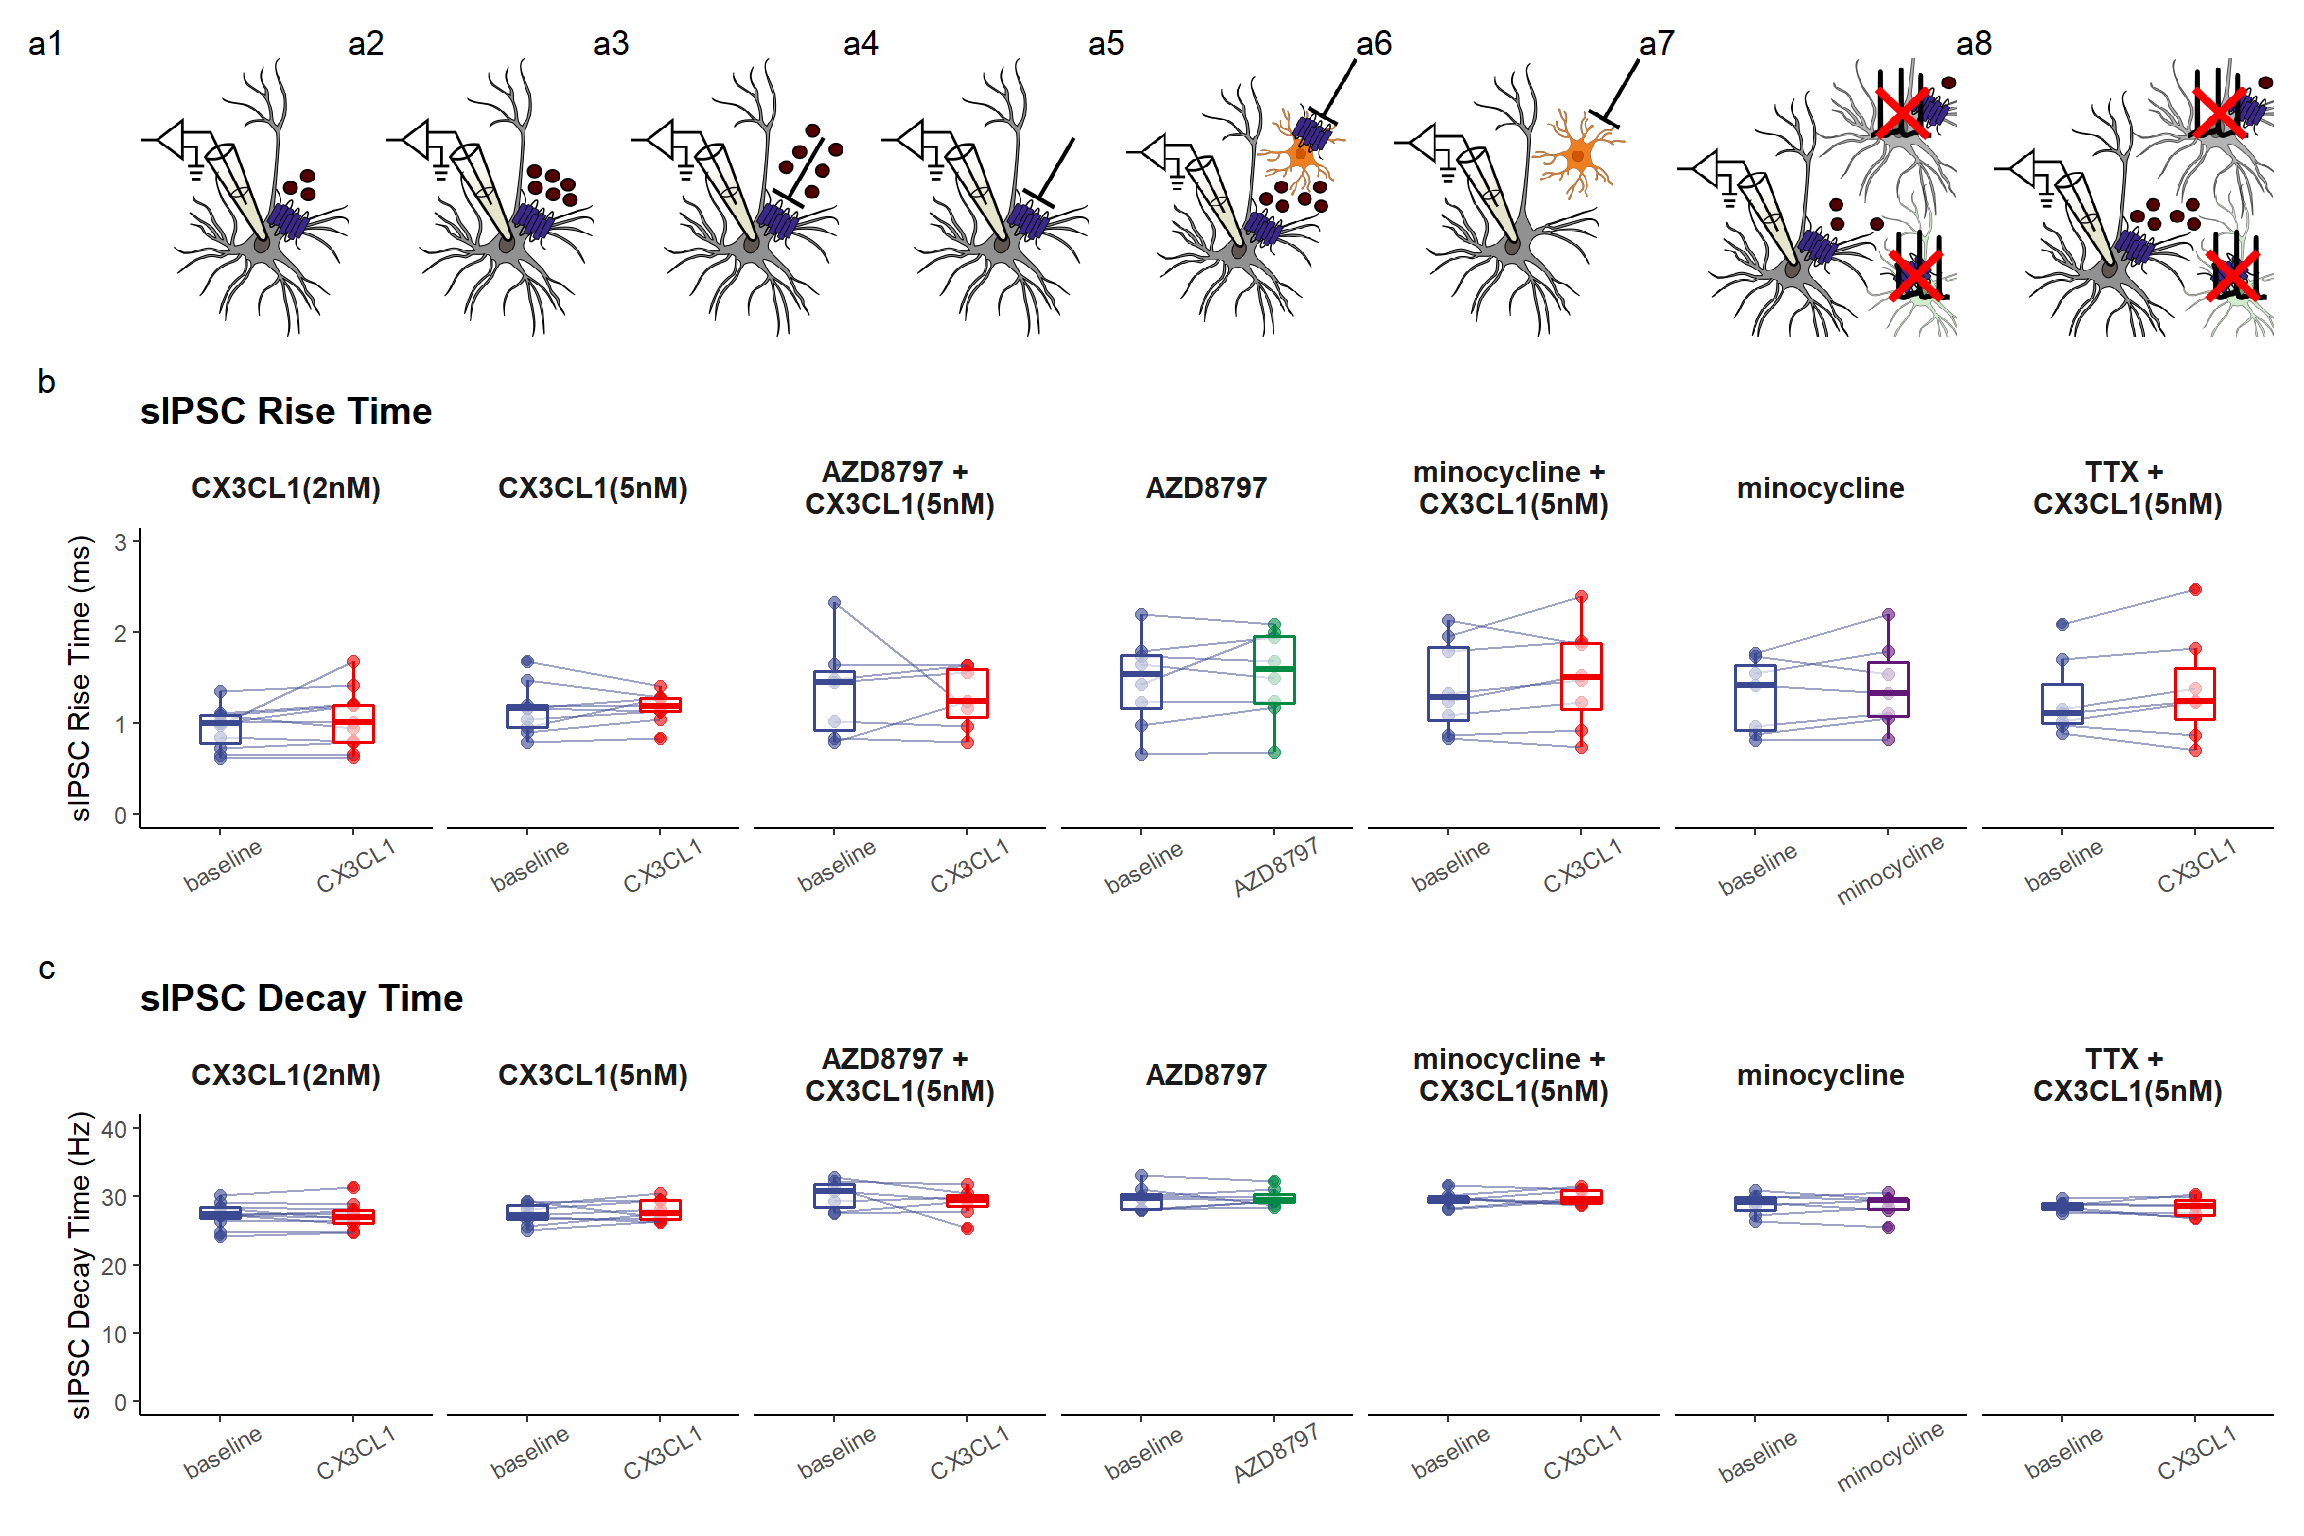 a1 a2 a3 a4 a5 a6 a7 a8
b
sIPSC Rise Time
CX3CL1(2nM) CX3CL1(5nM) AZD8797 + CX3CL1(5nM) AZD8797 minocycline + CX3CL1(5nM) minocycline TTX + CX3CL1(5nM)
sIPSC Rise Time (ms)
3
2
1
0
baseline CX3CL1 baseline CX3CL1 baseline CX3CL1 baseline AZD8797 baseline CX3CL1 baseline minocycline baseline CX3CL1
c
sIPSC Decay Time
CX3CL1(2nM) CX3CL1(5nM) AZD8797 + CX3CL1(5nM) AZD8797 minocycline + CX3CL1(5nM) minocycline TTX + CX3CL1(5nM)
sIPSC Decay Time (Hz)
40
30
20
10
0
baseline CX3CL1 baseline CX3CL1 baseline CX3CL1 baseline AZD8797 baseline CX3CL1 baseline minocycline baseline CX3CL1